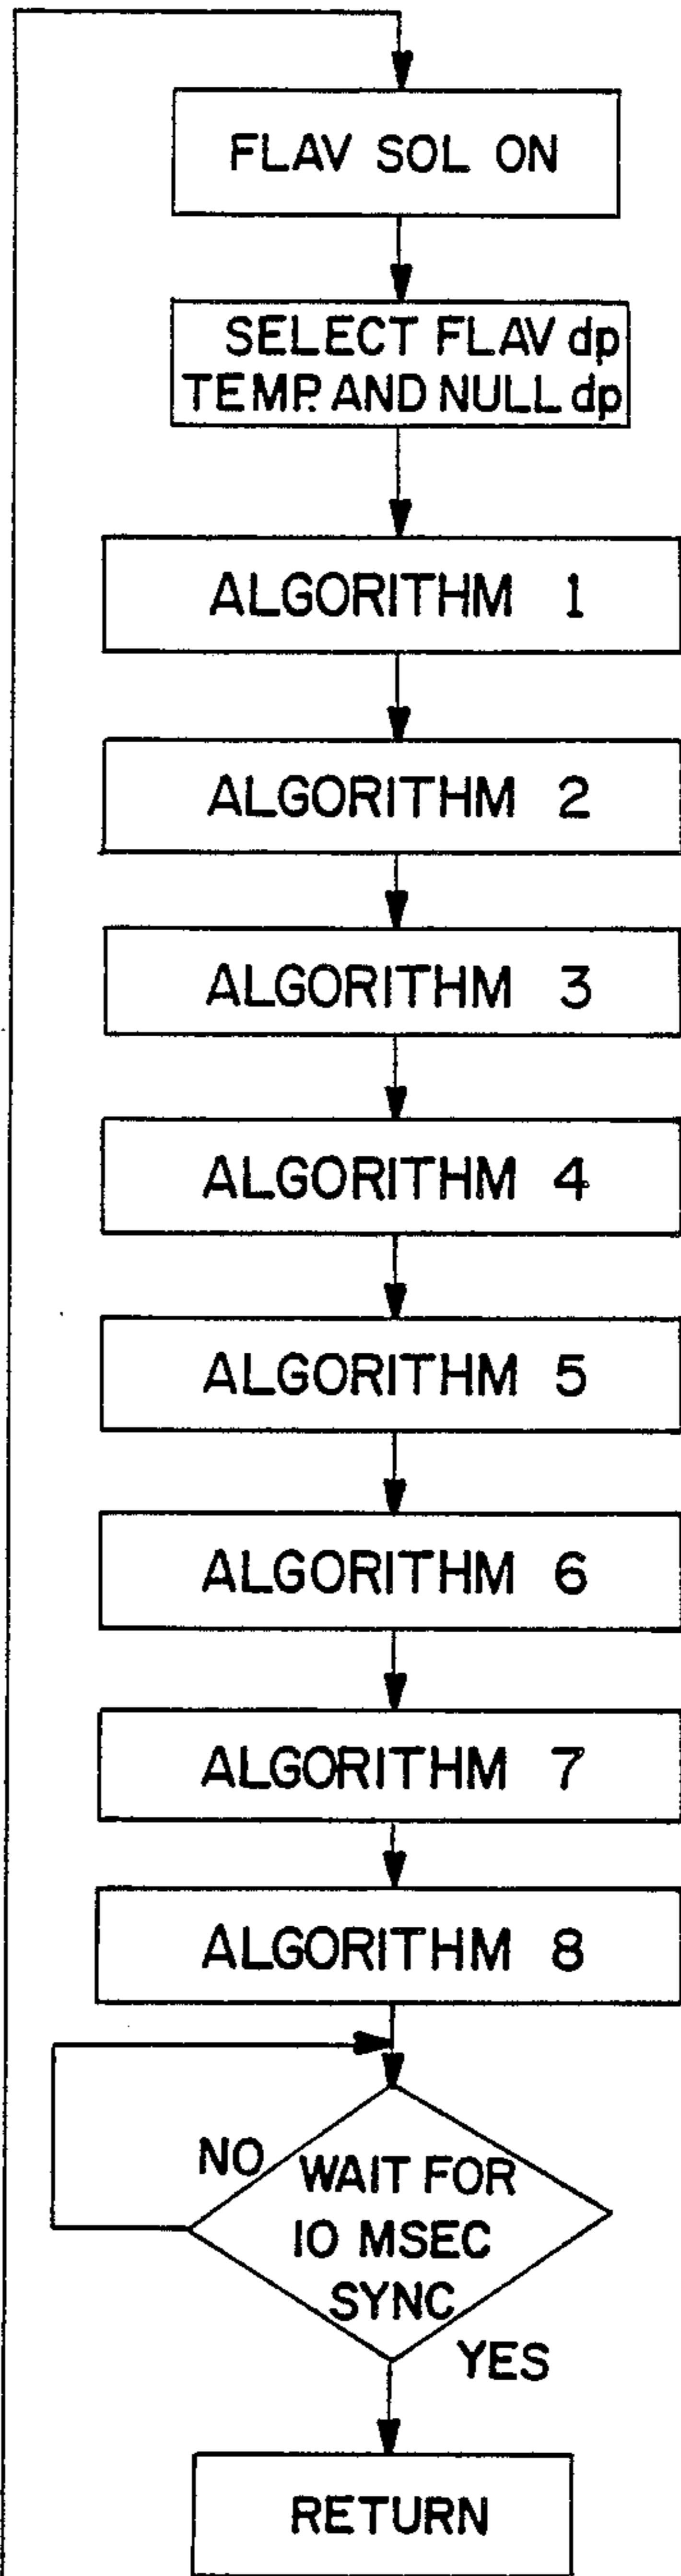 FLAV SOL ON
SELECT FLAV dp
TEMP. AND NULL dp
ALGORITHM 1
ALGORITHM 2
ALGORITHM 3
ALGORITHM 4
ALGORITHM 5
ALGORITHM 6
ALGORITHM 7
ALGORITHM 8
NO
WAIT FOR
10 MSEC
SYNC
YES
RETURN